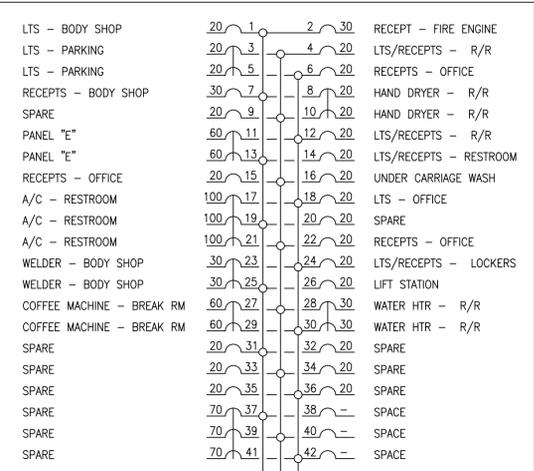 LTS - BODY SHOP 20 1 2 30 RECEPT - FIRE ENGINE
LTS - PARKING 20 3 4 20 LTS/RECEPTS - R/R
LTS - PARKING 20 5 6 20 RECEPTS - OFFICE
RECEPTS - BODY SHOP 30 7 8 20 HAND DRYER - R/R
SPARE 20 9 10 20 HAND DRYER - R/R
PANEL "E" 60 11 12 20 LTS/RECEPTS - R/R
PANEL "E" 60 13 14 20 LTS/RECEPTS - RESTROOM
RECEPTS - OFFICE 20 15 16 20 UNDER CARRIAGE WASH
A/C - RESTROOM 100 17 18 20 LTS - OFFICE
A/C - RESTROOM 100 19 20 20 SPARE
A/C - RESTROOM 100 21 22 20 RECEPTS - OFFICE
WELDER - BODY SHOP 30 23 24 20 LTS/RECEPTS - LOCKERS
WELDER - BODY SHOP 30 25 26 20 LIFT STATION
COFFEE MACHINE - BREAK RM 60 27 28 30 WATER HTR - R/R
COFFEE MACHINE - BREAK RM 60 29 30 30 WATER HTR - R/R
SPARE 20 31 32 20 SPARE
SPARE 20 33 34 20 SPARE
SPARE 20 35 36 20 SPARE
SPARE 70 37 38 - SPACE
SPARE 70 39 40 - SPACE
SPARE 70 41 42 - SPACE